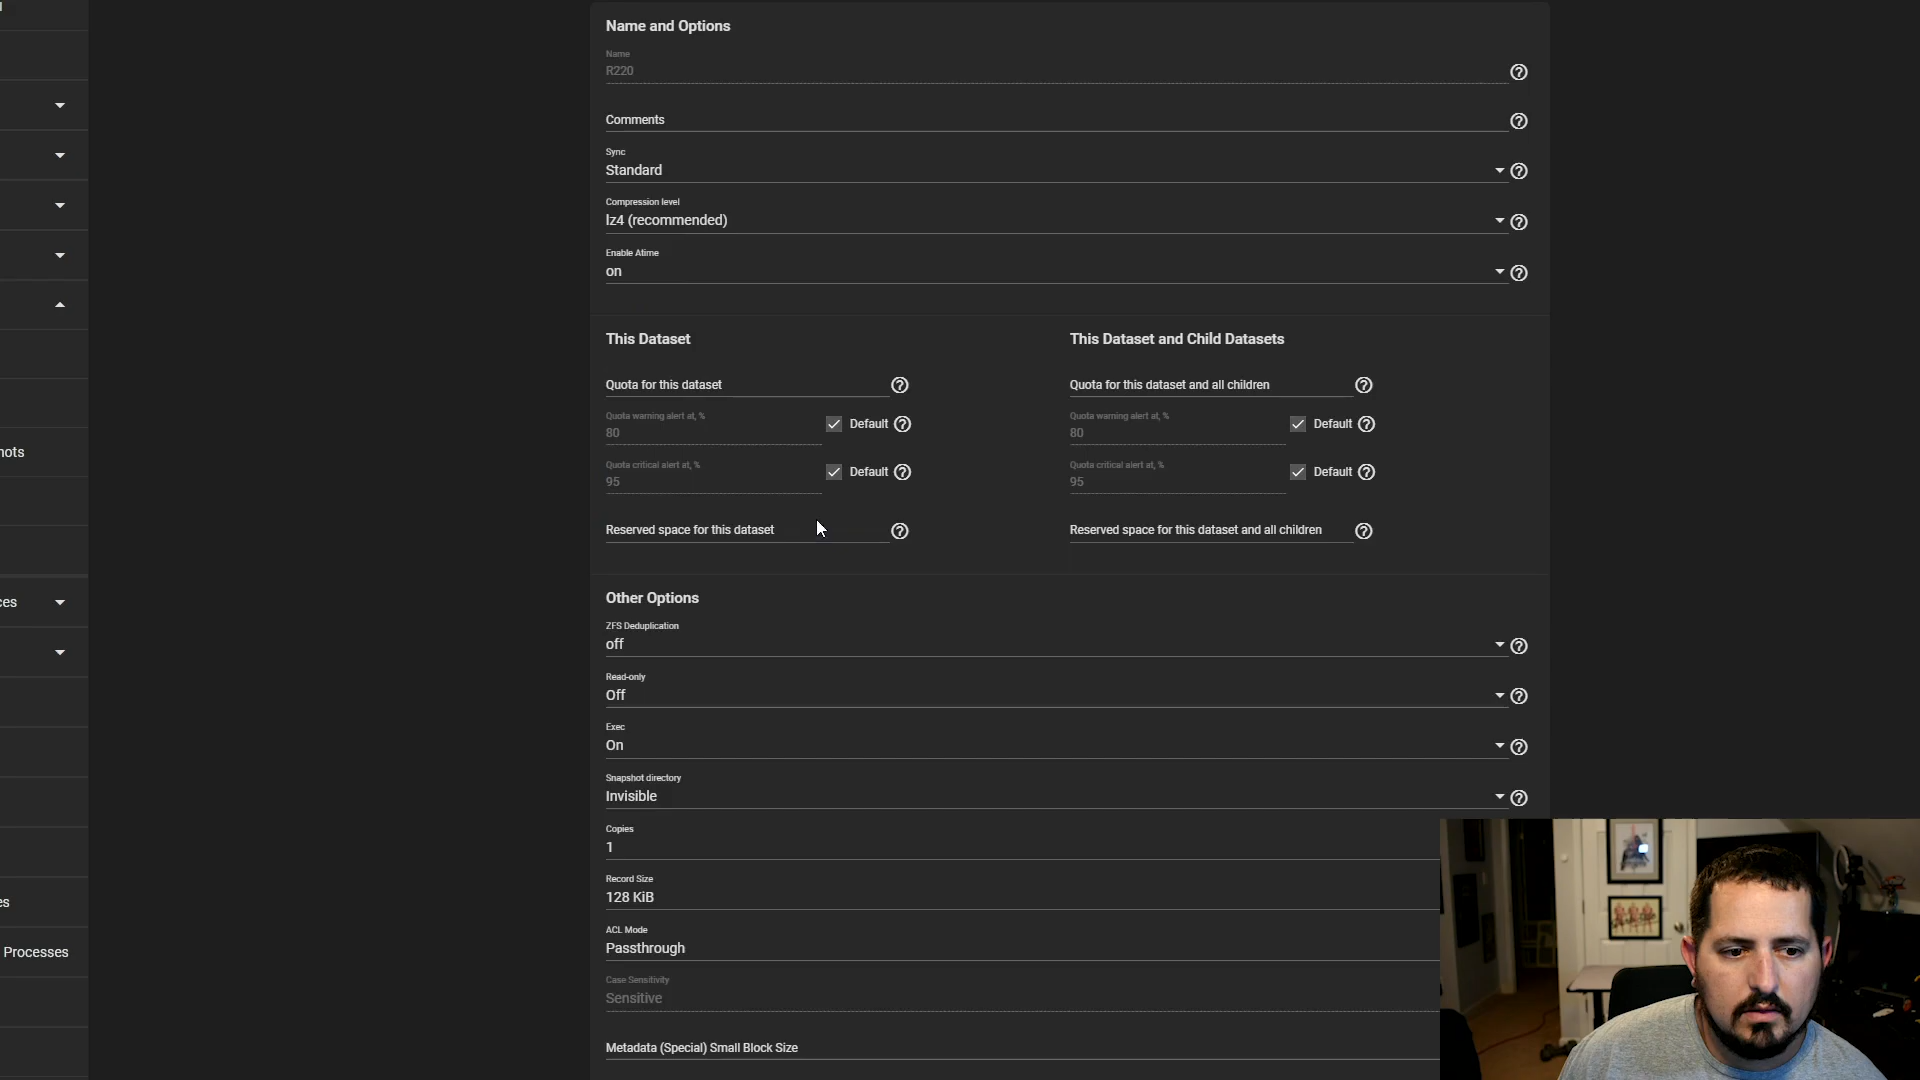 Name and Options
Name
R220
Comments
Sync
Standard
Compression level
lz4 (recommended)
Enable Atime
on
This Dataset
This Dataset and Child Datasets
Quota for this dataset
Quota for this dataset and all children
Quota warning alert at, %
80
Default
Quota warning alert at, %
80
Default
Quota critical alert at, %
95
Default
Quota critical alert at, %
95
Default
Reserved space for this dataset
Reserved space for this dataset and all children
Other Options
ZFS Deduplication
off
Read-only
Off
Exec
On
Snapshot directory
Invisible
Copies
1
Record Size
128 KiB
ACL Mode
Passthrough
Case Sensitivity
Sensitive
Metadata (Special) Small Block Size
hots
ces
es
Processes